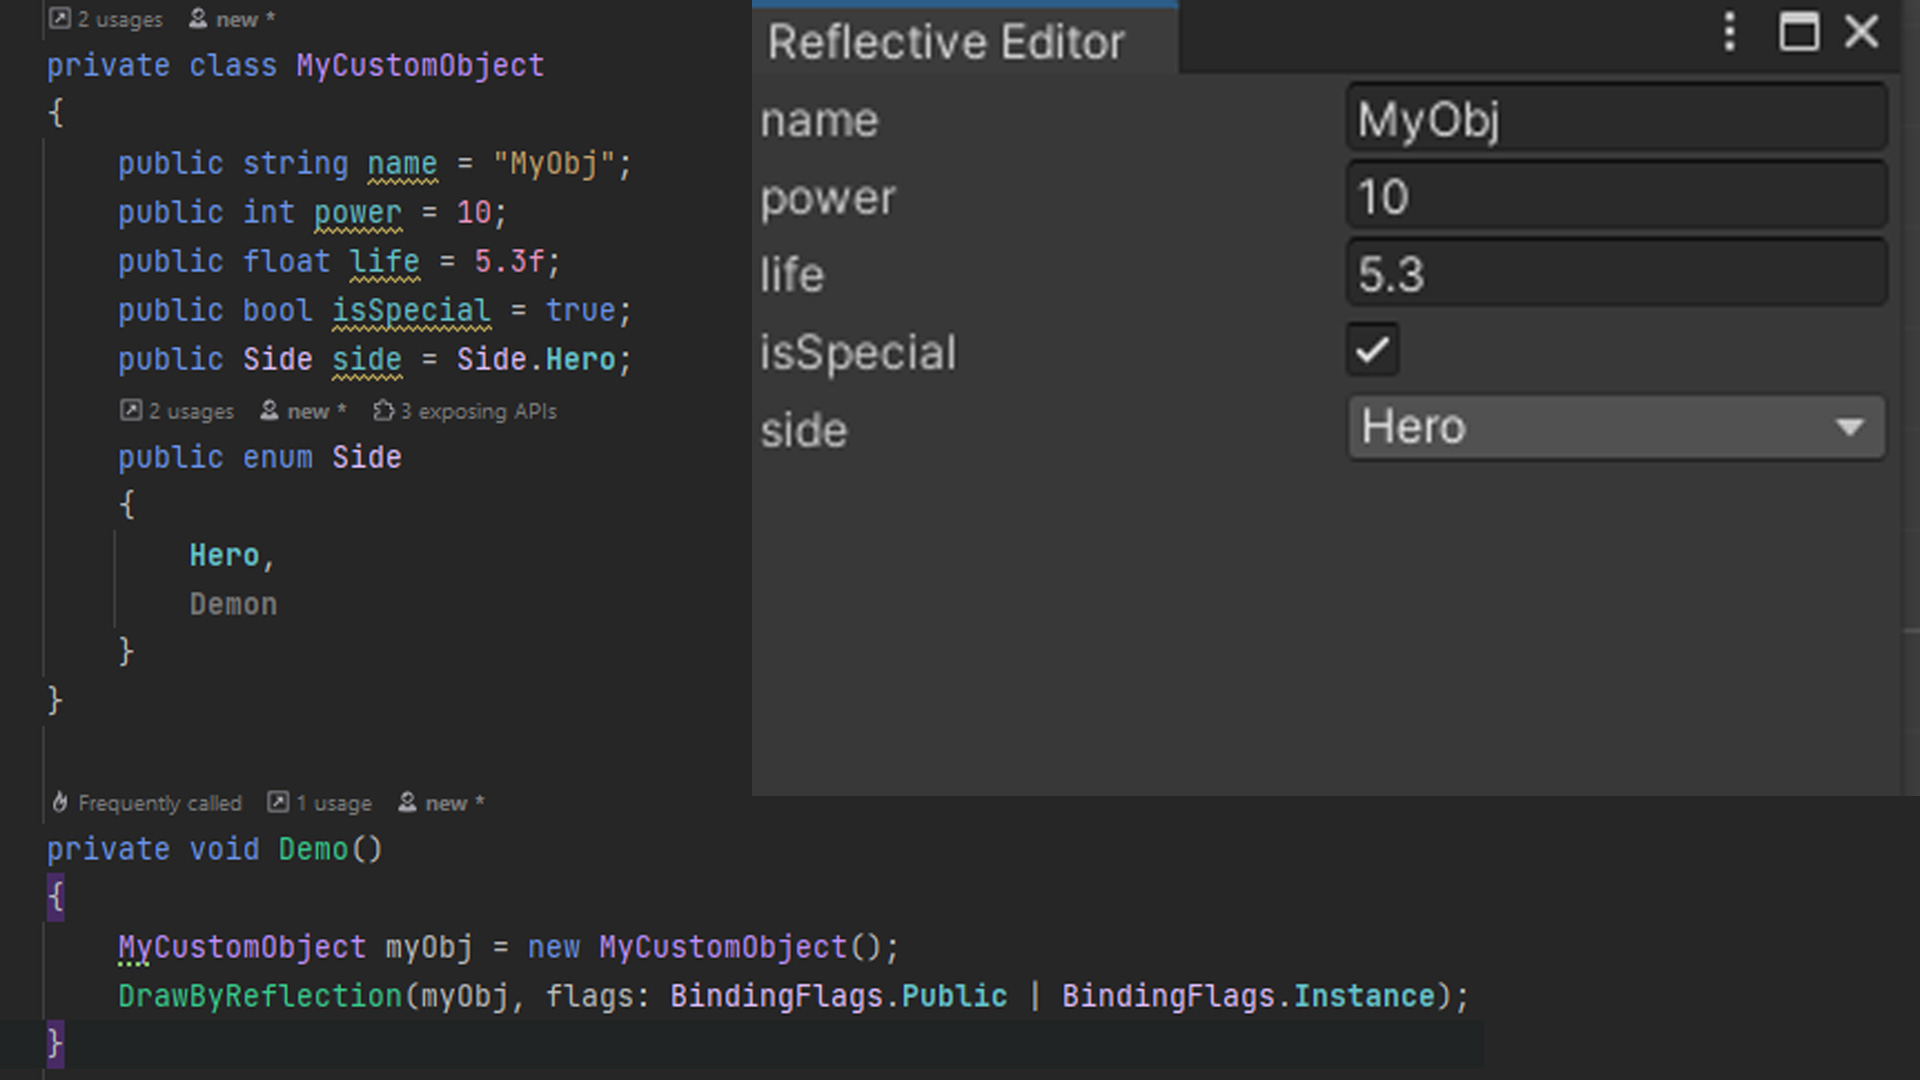 2 usages new *
private class MyCustomObject
{
public string name = "MyObj";
public int power = 10;
public float life = 5.3f;
public bool isSpecial = true;
public Side side = Side.Hero;
2 usages new * 3 exposing APIs
public enum Side
{
Hero,
Demon
}
}
Frequently called 1 usage new *
private void Demo()
{
MyCustomObject myObj = new MyCustomObject();
DrawByReflection(myObj, flags: BindingFlags.Public | BindingFlags.Instance);
}
Reflective Editor
name MyObj
power 10
life 5.3
isSpecial
side Hero